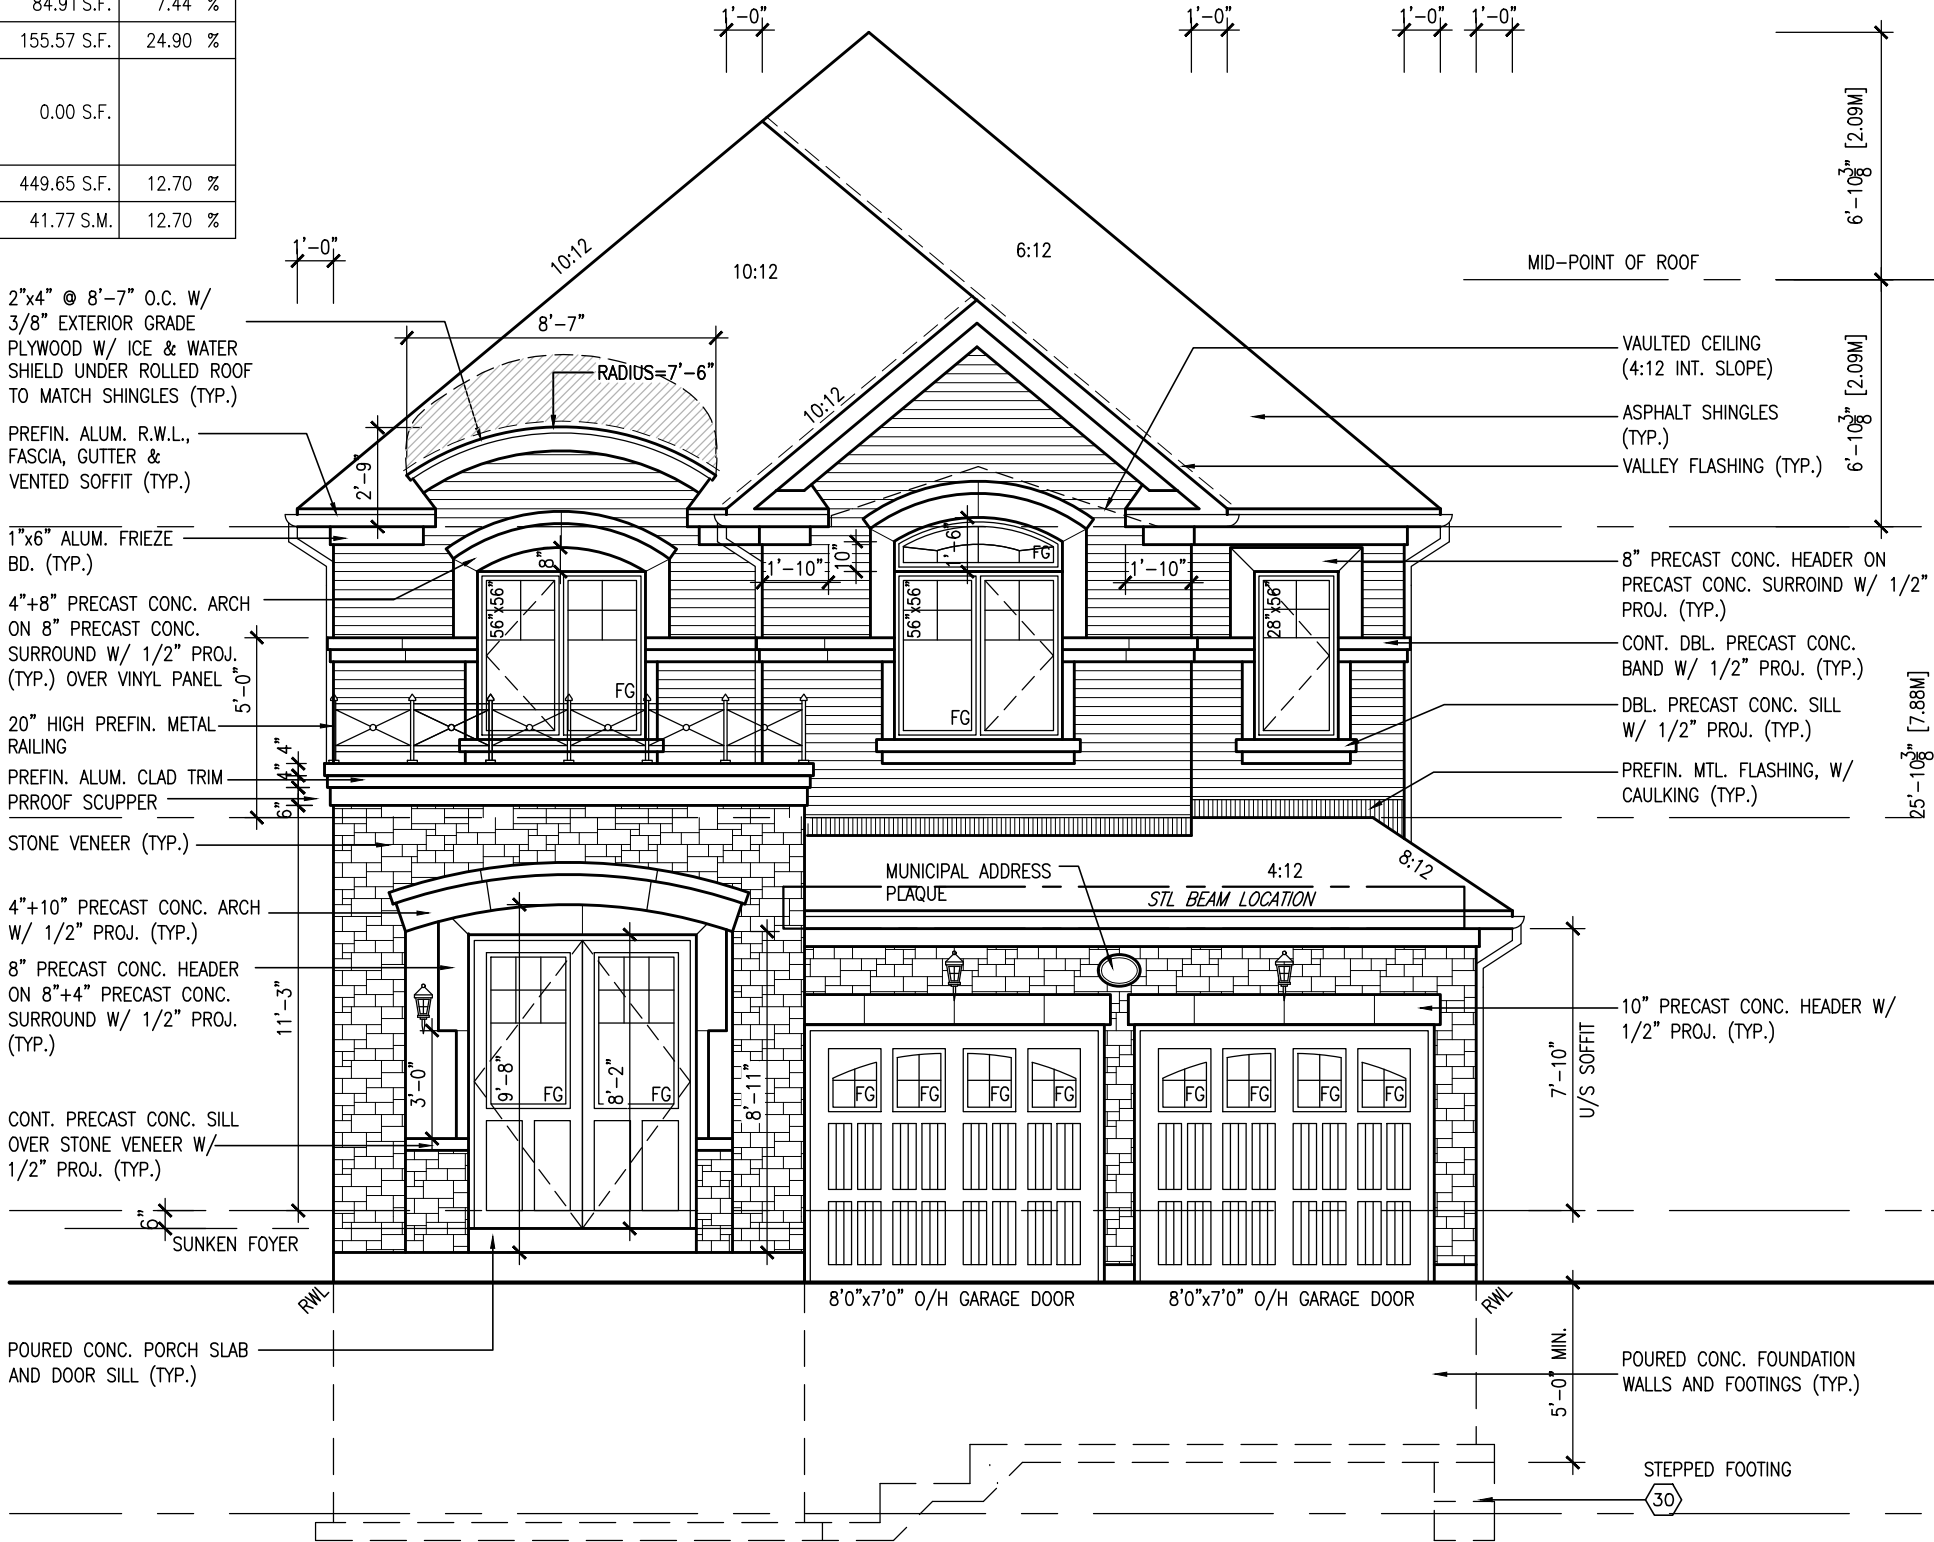 84.91 S.F. 7.44 %
155.57 S.F. 24.90 %
0.00 S.F.
449.65 S.F. 12.70 %
41.77 S.M. 12.70 %
1'-0"
1'-0"
1'-0"
1'-0"
1'-0"
6'-10 3/8" [2.09M]
6'-10 3/8" [2.09M]
25'-10 3/8" [7.88M]
MID-POINT OF ROOF
10:12
10:12
6:12
10:12
8'-7"
RADIUS=7'-6"
2'-9"
2"x4" @ 8'-7" O.C. W/
3/8" EXTERIOR GRADE
PLYWOOD W/ ICE & WATER
SHIELD UNDER ROLLED ROOF
TO MATCH SHINGLES (TYP.)
PREFIN. ALUM. R.W.L.,
FASCIA, GUTTER &
VENTED SOFFIT (TYP.)
1"x6" ALUM. FRIEZE
BD. (TYP.)
4"+8" PRECAST CONC. ARCH
ON 8" PRECAST CONC.
SURROUND W/ 1/2" PROJ.
(TYP.) OVER VINYL PANEL
5'-0"
20" HIGH PREFIN. METAL
RAILING
4"
4"
6"
PREFIN. ALUM. CLAD TRIM
PRROOF SCUPPER
STONE VENEER (TYP.)
4"+10" PRECAST CONC. ARCH
W/ 1/2" PROJ. (TYP.)
8" PRECAST CONC. HEADER
ON 8"+4" PRECAST CONC.
SURROUND W/ 1/2" PROJ.
(TYP.)
11'-3"
CONT. PRECAST CONC. SILL
OVER STONE VENEER W/
1/2" PROJ. (TYP.)
6"
SUNKEN FOYER
RWL
POURED CONC. PORCH SLAB
AND DOOR SILL (TYP.)
8"
56"x56"
FG
1'-10"
10"
1'-6"
FG
56"x56"
FG
1'-10"
28"x56"
MUNICIPAL ADDRESS
PLAQUE
4:12
8:12
STL BEAM LOCATION
3'-0"
9'-8"
8'-2"
8'-11"
FG
FG
FG
FG
FG
FG
FG
FG
FG
FG
8'0"x7'0" O/H GARAGE DOOR
8'0"x7'0" O/H GARAGE DOOR
RWL
VAULTED CEILING
(4:12 INT. SLOPE)
ASPHALT SHINGLES
(TYP.)
VALLEY FLASHING (TYP.)
8" PRECAST CONC. HEADER ON
PRECAST CONC. SURROIND W/ 1/2"
PROJ. (TYP.)
CONT. DBL. PRECAST CONC.
BAND W/ 1/2" PROJ. (TYP.)
DBL. PRECAST CONC. SILL
W/ 1/2" PROJ. (TYP.)
PREFIN. MTL. FLASHING, W/
CAULKING (TYP.)
10" PRECAST CONC. HEADER W/
1/2" PROJ. (TYP.)
7'-10"
U/S SOFFIT
5'-0" MIN.
POURED CONC. FOUNDATION
WALLS AND FOOTINGS (TYP.)
STEPPED FOOTING
30